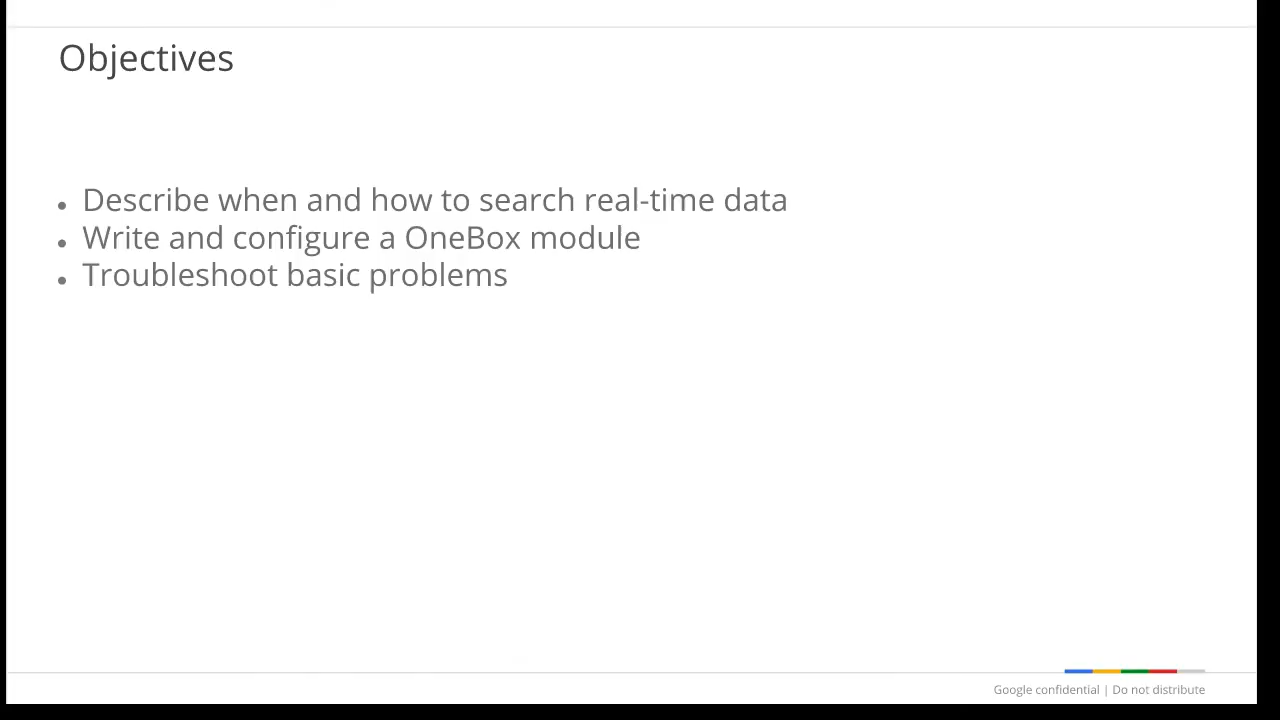 Objectives
• Describe when and how to search real-time data
• Write and configure a OneBox module
• Troubleshoot basic problems
Google confidential | Do not distribute